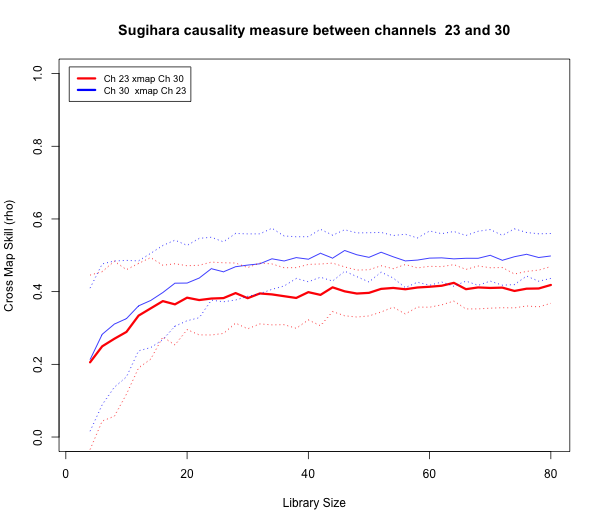 Sugihara causality measure between channels  23 and 30
Ch 23 xmap Ch 30
Ch 30  xmap Ch 23
Cross Map Skill (rho)
1.0
0.8
0.6
0.4
0.2
0.0
0 20 40 60 80
Library Size